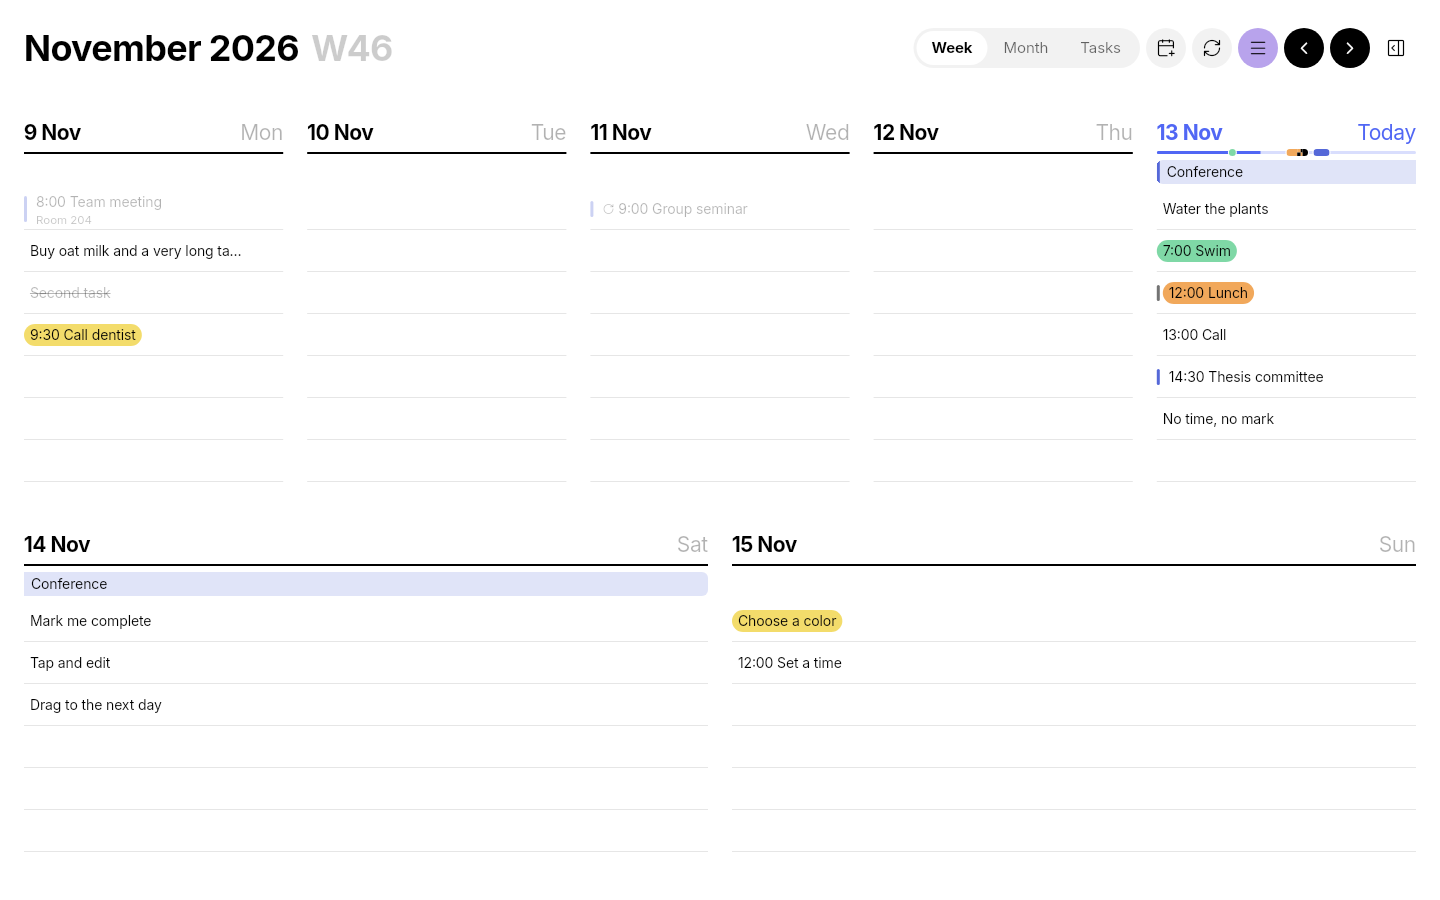 November 2026 W46
Week Month Tasks
9 Nov Mon
8:00 Team meeting
Room 204
Buy oat milk and a very long ta...
Second task
9:30 Call dentist
10 Nov Tue
11 Nov Wed
9:00 Group seminar
12 Nov Thu
13 Nov Today
Conference
Water the plants
7:00 Swim
12:00 Lunch
13:00 Call
14:30 Thesis committee
No time, no mark
14 Nov Sat
Conference
Mark me complete
Tap and edit
Drag to the next day
15 Nov Sun
Choose a color
12:00 Set a time